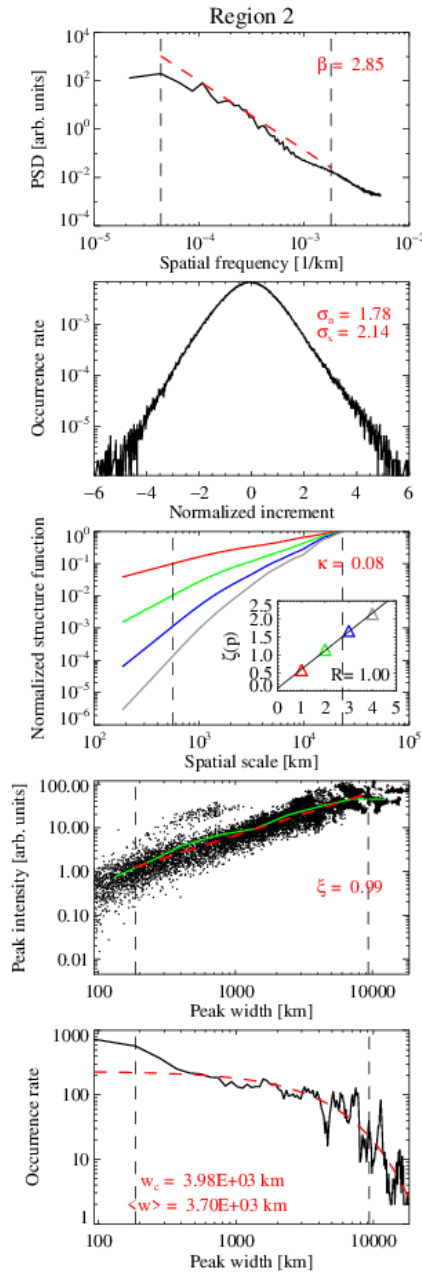 Region 2
PSD [arb. units]
10^4
10^2
10^0
10^−2
10^−4
β = 2.85
10^−5 10^−4 10^−3 10^−2
Spatial frequency [1/km]
Occurrence rate
10^−3
10^−4
10^−5
σ_n = 1.78
σ_s = 2.14
−6 −4 −2 0 2 4 6
Normalized increment
Normalized structure function
10^0
10^−1
10^−2
10^−3
10^−4
10^−5
10^−6
κ = 0.08
ζ(p)
2.5
2.0
1.5
1.0
0.5
0.0
R= 1.00
0 1 2 3 4 5
10^2 10^3 10^4 10^5
Spatial scale [km]
Peak intensity [arb. units]
100.00
10.00
1.00
0.10
0.01
ξ = 0.99
100 1000 10000
Peak width [km]
Occurrence rate
1000
100
10
1
w_c = 3.98E+03 km
<w> = 3.70E+03 km
100 1000 10000
Peak width [km]